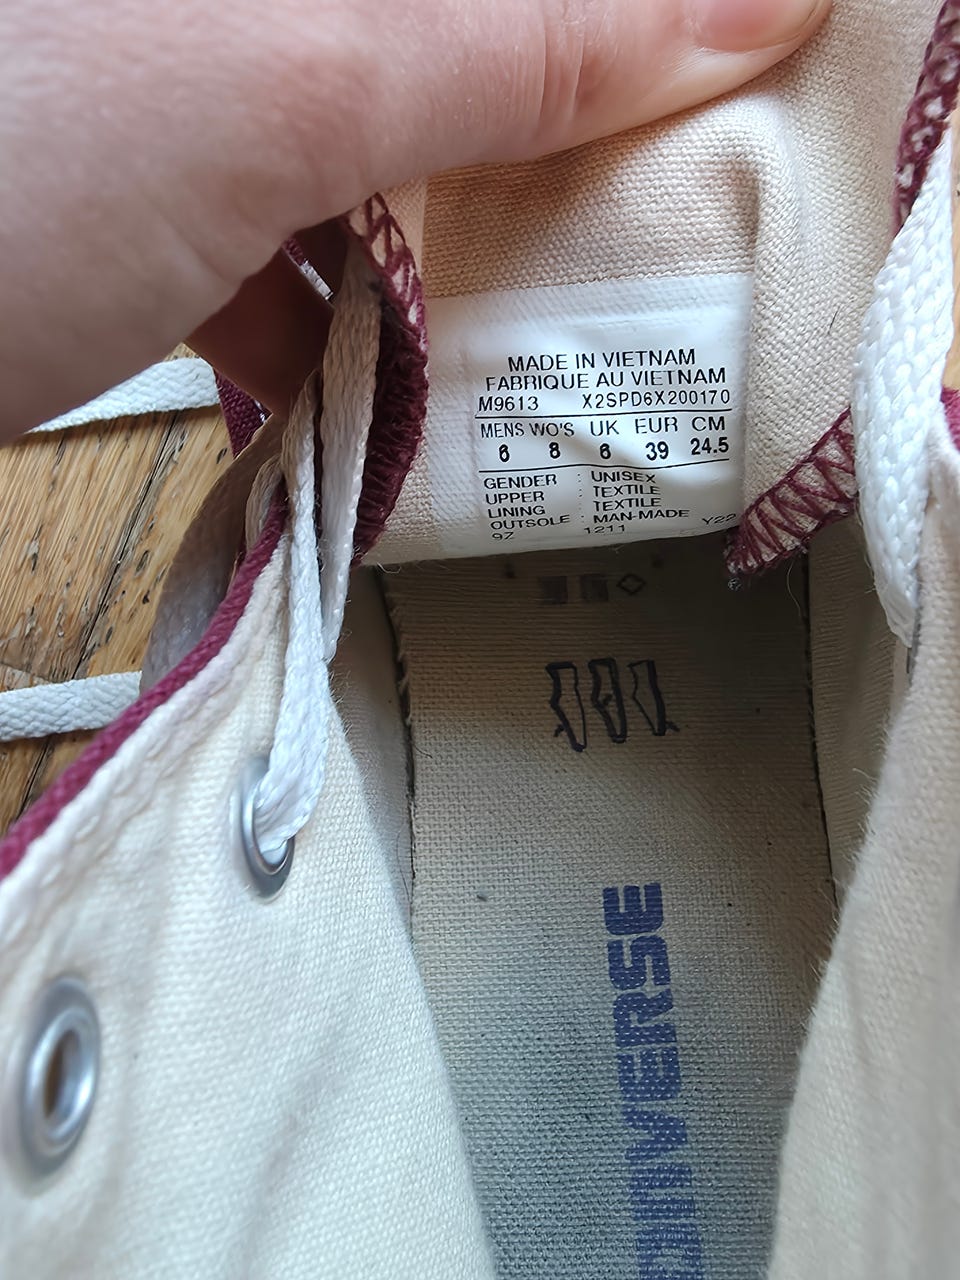 MADE IN VIETNAM
FABRIQUE AU VIETNAM
M9613 X2SPD6X200170
MENS WO'S UK EUR CM
6 8 6 39 24.5
GENDER : UNISEX
UPPER : TEXTILE
LINING : TEXTILE
OUTSOLE : MAN-MADE Y22
9Z 1211
CONVERSE